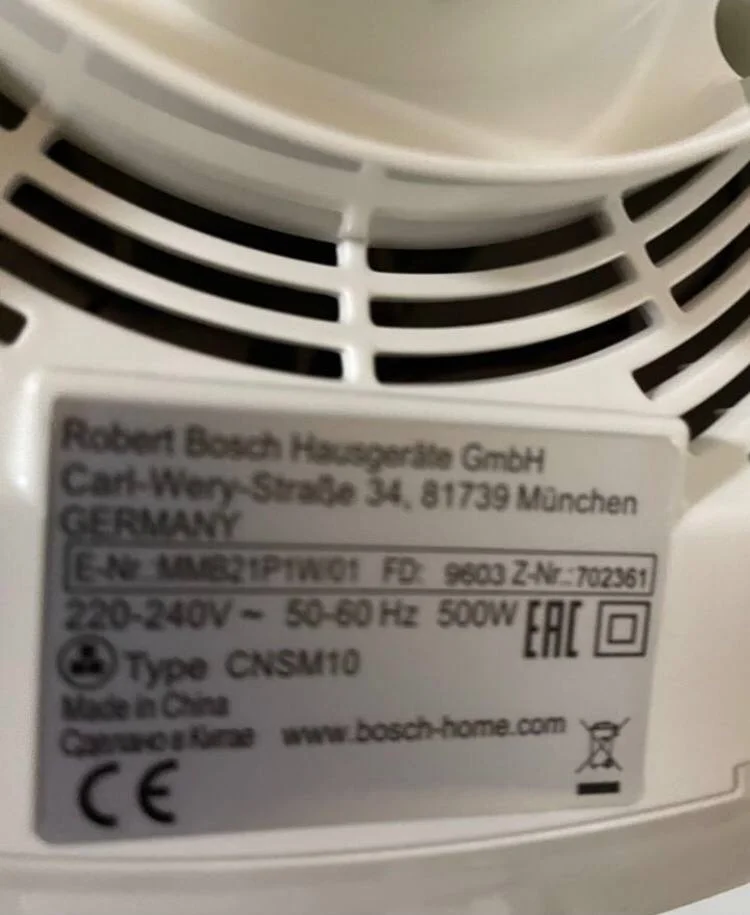 Robert Bosch Hausgeräte GmbH
Carl-Wery-Straße 34, 81739 München
GERMANY
E-Nr.:MMB21P1W/01 FD: 9603 Z-Nr.:702361
220-240V ~ 50-60 Hz 500W EAC
Type CNSM10
Made in China
Сделано в Китае www.bosch-home.com
CE